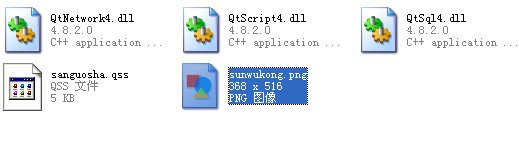 QtNetwork4.dll
4.8.2.0
C++ application ...
QtScript4.dll
4.8.2.0
C++ application ...
QtSql4.dll
4.8.2.0
C++ application ...
sanguosha.qss
QSS 文件
5 KB
sunwukong.png
368 x 516
PNG 图像